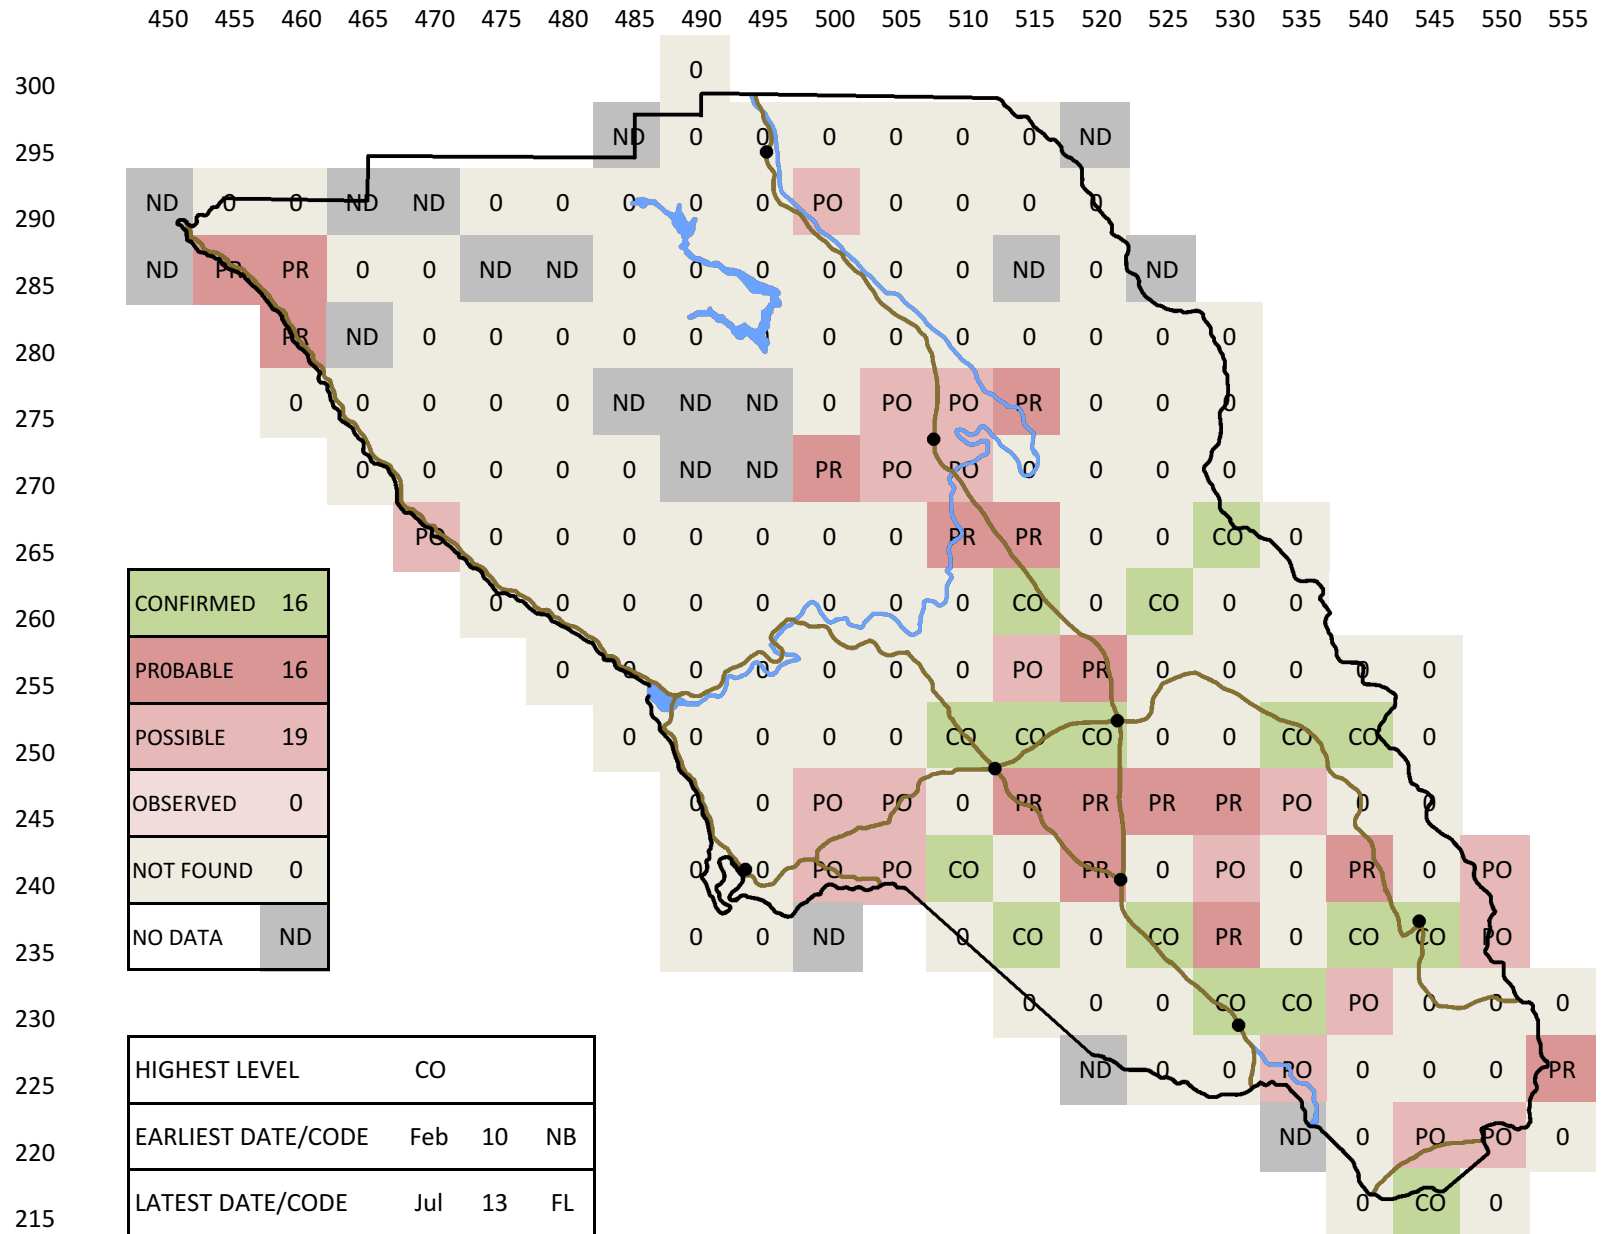 450 455 460 465 470 475 480 485 490 495 500 505 510 515 520 525 530 535 540 545 550 555
300 0
295 ND 0 0 0 0 0 0 ND
290 ND 0 0 ND ND 0 0 0 0 0 PO 0 0 0 0
285 ND PR PR 0 0 ND ND 0 0 0 0 0 0 ND 0 ND
280 PR ND 0 0 0 0 0 0 0 0 0 0 0 0 0
275 0 0 0 0 0 ND ND ND 0 PO PO PR 0 0 0
270 0 0 0 0 0 ND ND PR PO PO 0 0 0 0
265 PO 0 0 0 0 0 0 0 PR PR 0 0 CO 0
260 CONFIRMED 16 0 0 0 0 0 0 0 0 CO 0 CO 0 0
255 PR0BABLE 16 0 0 0 0 0 0 0 PO PR 0 0 0 0 0
250 POSSIBLE 19 0 0 0 0 0 CO CO CO 0 0 CO CO 0
245 OBSERVED 0 0 0 PO PO 0 PR PR PR PR PO 0 0
240 NOT FOUND 0 0 0 PO PO CO 0 PR 0 PO 0 PR 0 PO
235 NO DATA ND 0 0 ND 0 CO 0 CO PR 0 CO CO PO
230 0 0 0 CO CO PO 0 0 0
225 HIGHEST LEVEL CO ND 0 0 PO 0 0 0 PR
220 EARLIEST DATE/CODE Feb 10 NB ND 0 PO PO 0
215 LATEST DATE/CODE Jul 13 FL 0 CO 0